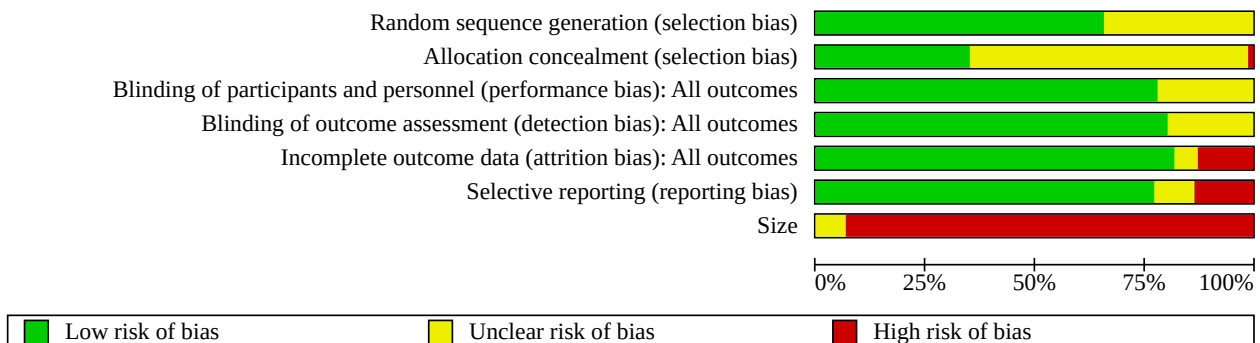 Random sequence generation (selection bias)
Allocation concealment (selection bias)
Blinding of participants and personnel (performance bias): All outcomes
Blinding of outcome assessment (detection bias): All outcomes
Incomplete outcome data (attrition bias): All outcomes
Selective reporting (reporting bias)
Size
0% 25% 50% 75% 100%
Low risk of bias Unclear risk of bias High risk of bias